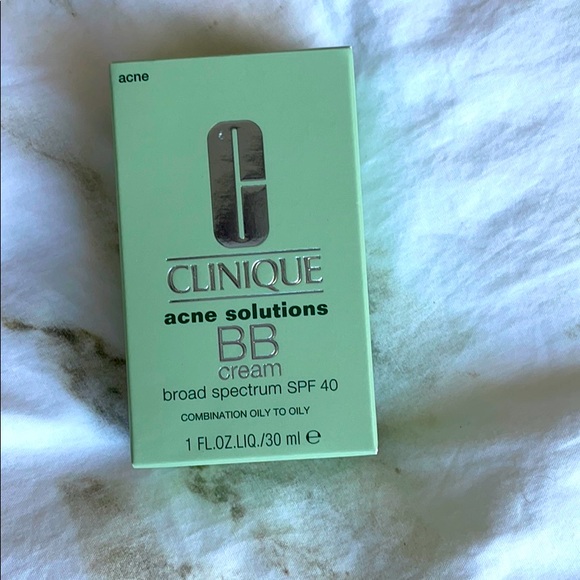 acne
CLINIQUE
acne solutions
BB
cream
broad spectrum SPF 40
COMBINATION OILY TO OILY
1 FL.OZ.LIQ./30 ml ℮